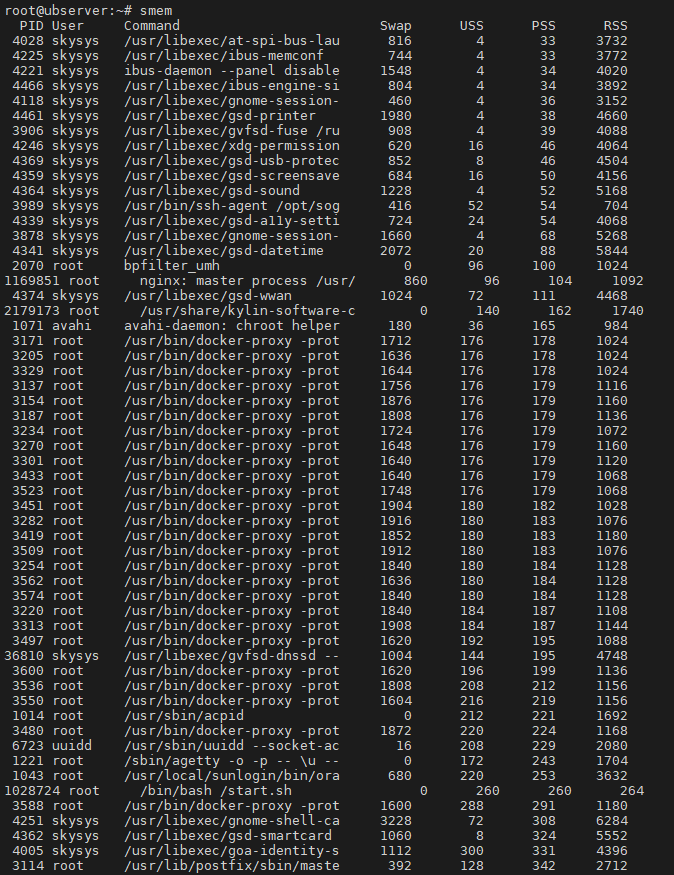 root@ubserver:~# smem
  PID User     Command                         Swap      USS      PSS      RSS
 4028 skysys   /usr/libexec/at-spi-bus-lau      816        4       33     3732
 4225 skysys   /usr/libexec/ibus-memconf        744        4       33     3772
 4221 skysys   ibus-daemon --panel disable     1548        4       34     4020
 4466 skysys   /usr/libexec/ibus-engine-si      804        4       34     3892
 4118 skysys   /usr/libexec/gnome-session-      460        4       36     3152
 4461 skysys   /usr/libexec/gsd-printer        1980        4       38     4660
 3906 skysys   /usr/libexec/gvfsd-fuse /ru      908        4       39     4088
 4246 skysys   /usr/libexec/xdg-permission      620       16       46     4064
 4369 skysys   /usr/libexec/gsd-usb-protec      852        8       46     4504
 4359 skysys   /usr/libexec/gsd-screensave      684       16       50     4156
 4364 skysys   /usr/libexec/gsd-sound          1228        4       52     5168
 3989 skysys   /usr/bin/ssh-agent /opt/sog      416       52       54      704
 4339 skysys   /usr/libexec/gsd-a11y-setti      724       24       54     4068
 3878 skysys   /usr/libexec/gnome-session-     1660        4       68     5268
 4341 skysys   /usr/libexec/gsd-datetime       2072       20       88     5844
 2070 root     bpfilter_umh                       0       96      100     1024
1169851 root     nginx: master process /usr/      860       96      104     1092
 4374 skysys   /usr/libexec/gsd-wwan           1024       72      111     4468
2179173 root     /usr/share/kylin-software-c        0      140      162     1740
 1071 avahi    avahi-daemon: chroot helper      180       36      165      984
 3171 root     /usr/bin/docker-proxy -prot     1712      176      178     1024
 3205 root     /usr/bin/docker-proxy -prot     1636      176      178     1024
 3329 root     /usr/bin/docker-proxy -prot     1644      176      178     1024
 3137 root     /usr/bin/docker-proxy -prot     1756      176      179     1116
 3154 root     /usr/bin/docker-proxy -prot     1876      176      179     1160
 3187 root     /usr/bin/docker-proxy -prot     1808      176      179     1136
 3234 root     /usr/bin/docker-proxy -prot     1724      176      179     1072
 3270 root     /usr/bin/docker-proxy -prot     1648      176      179     1160
 3301 root     /usr/bin/docker-proxy -prot     1640      176      179     1120
 3433 root     /usr/bin/docker-proxy -prot     1640      176      179     1068
 3523 root     /usr/bin/docker-proxy -prot     1748      176      179     1068
 3451 root     /usr/bin/docker-proxy -prot     1904      180      182     1028
 3282 root     /usr/bin/docker-proxy -prot     1916      180      183     1076
 3419 root     /usr/bin/docker-proxy -prot     1852      180      183     1180
 3509 root     /usr/bin/docker-proxy -prot     1912      180      183     1076
 3254 root     /usr/bin/docker-proxy -prot     1840      180      184     1128
 3562 root     /usr/bin/docker-proxy -prot     1636      180      184     1128
 3574 root     /usr/bin/docker-proxy -prot     1840      180      184     1128
 3220 root     /usr/bin/docker-proxy -prot     1840      184      187     1108
 3313 root     /usr/bin/docker-proxy -prot     1908      184      187     1144
 3497 root     /usr/bin/docker-proxy -prot     1620      192      195     1088
36810 skysys   /usr/libexec/gvfsd-dnssd --     1004      144      195     4748
 3600 root     /usr/bin/docker-proxy -prot     1620      196      199     1136
 3536 root     /usr/bin/docker-proxy -prot     1808      208      212     1156
 3550 root     /usr/bin/docker-proxy -prot     1604      216      219     1156
 1014 root     /usr/sbin/acpid                    0      212      221     1692
 3480 root     /usr/bin/docker-proxy -prot     1872      220      224     1168
 6723 uuidd    /usr/sbin/uuidd --socket-ac       16      208      229     2080
 1221 root     /sbin/agetty -o -p -- \u --        0      172      243     1704
 1043 root     /usr/local/sunlogin/bin/ora      680      220      253     3632
1028724 root     /bin/bash /start.sh                0      260      260      264
 3588 root     /usr/bin/docker-proxy -prot     1600      288      291     1180
 4251 skysys   /usr/libexec/gnome-shell-ca     3228       72      308     6284
 4362 skysys   /usr/libexec/gsd-smartcard      1060        8      324     5552
 4005 skysys   /usr/libexec/goa-identity-s     1112      300      331     4396
 3114 root     /usr/lib/postfix/sbin/maste      392      128      342     2712